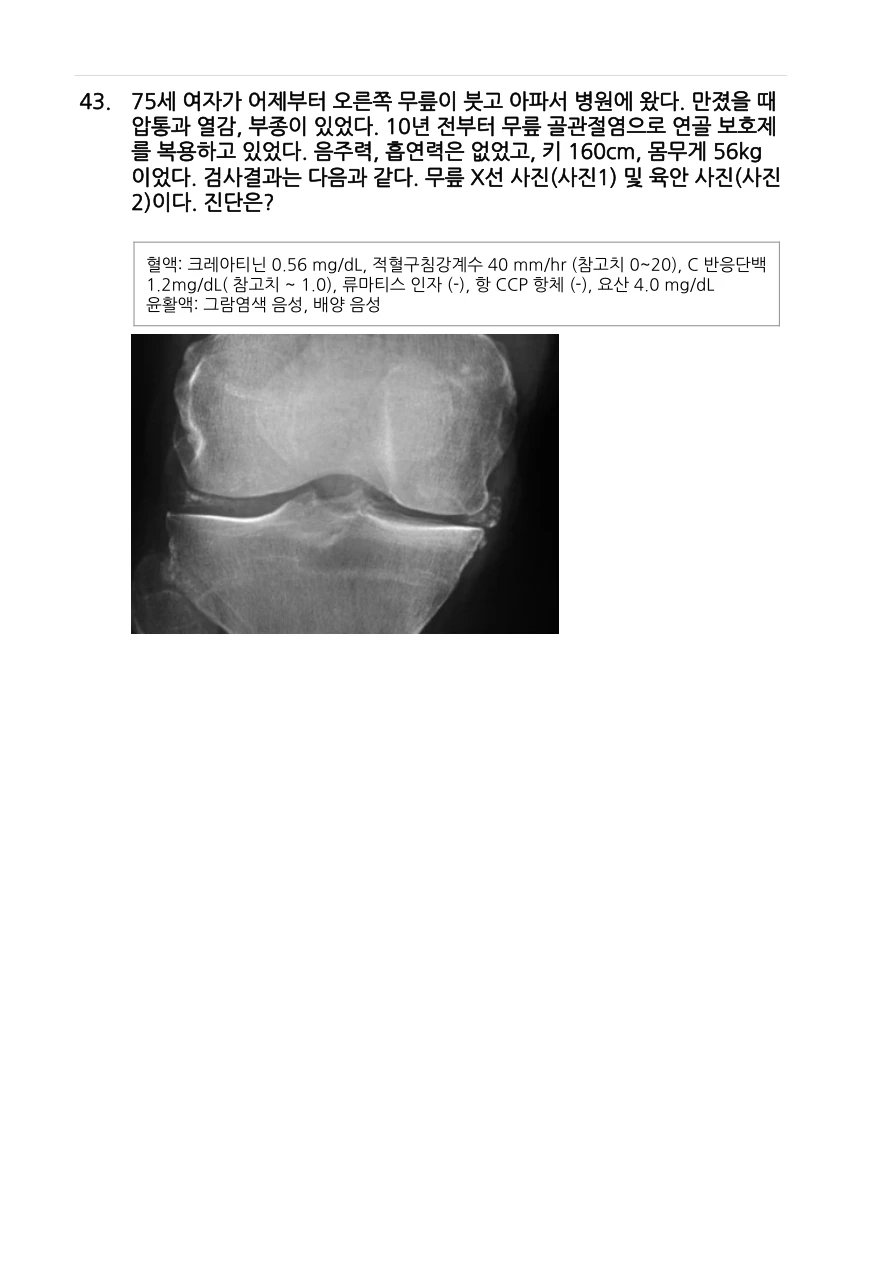 43. 75세 여자가 어제부터 오른쪽 무릎이 붓고 아파서 병원에 왔다. 만졌을 때
압통과 열감, 부종이 있었다. 10년 전부터 무릎 골관절염으로 연골 보호제
를 복용하고 있었다. 음주력, 흡연력은 없었고, 키 160cm, 몸무게 56kg
이었다. 검사결과는 다음과 같다. 무릎 X선 사진(사진1) 및 육안 사진(사진
2)이다. 진단은?
혈액: 크레아티닌 0.56 mg/dL, 적혈구침강계수 40 mm/hr (참고치 0~20), C 반응단백
1.2mg/dL( 참고치 ~ 1.0), 류마티스 인자 (-), 항 CCP 항체 (-), 요산 4.0 mg/dL
윤활액: 그람염색 음성, 배양 음성